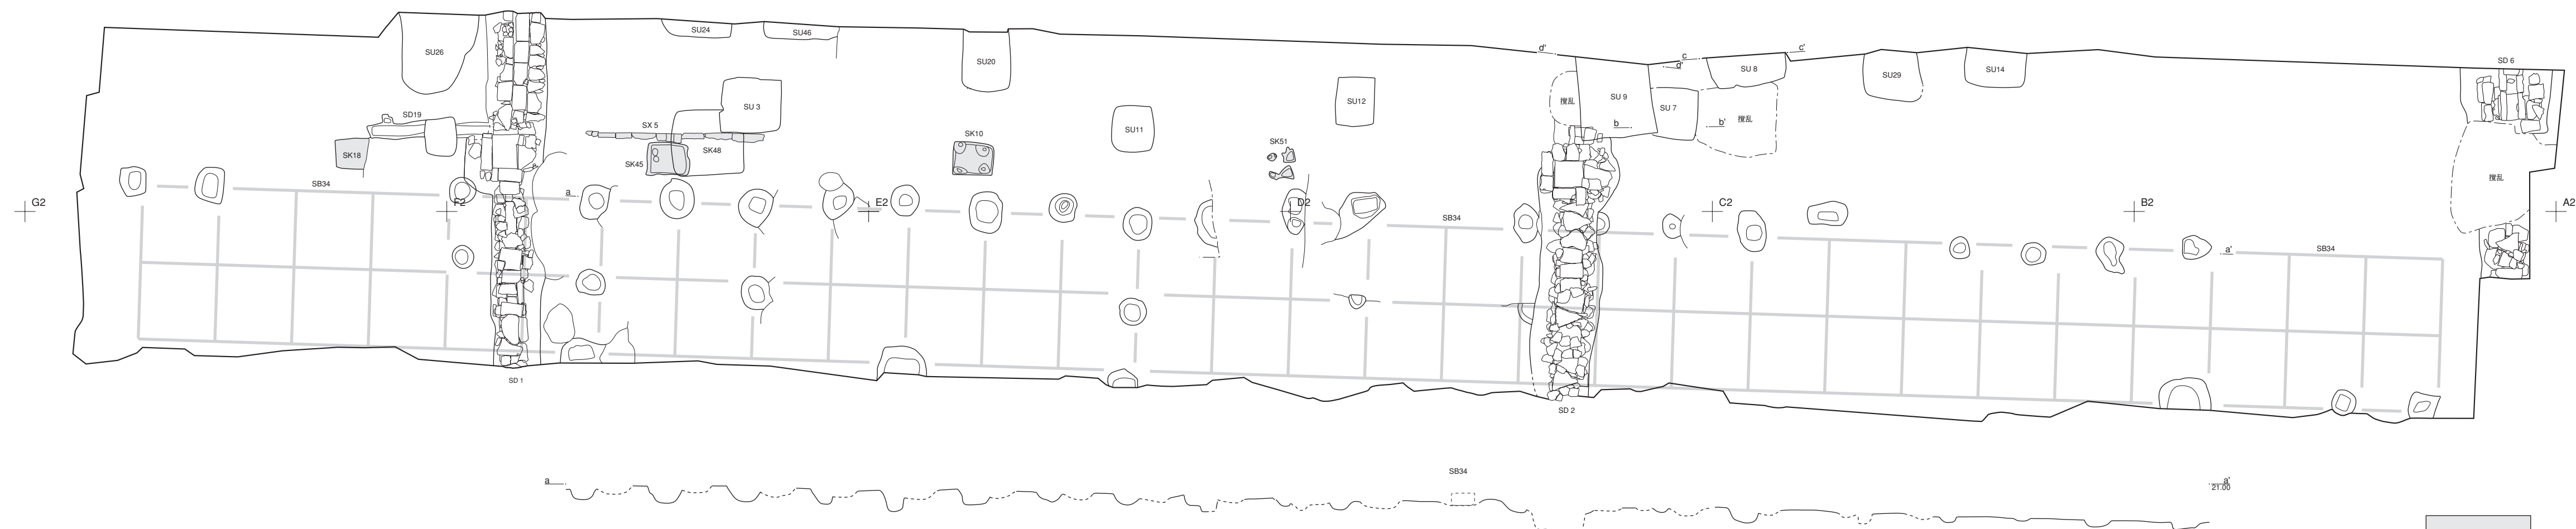 SU26
SU24
SU46
SU20
d'
c
c'
d'
SU 8
SU29
SU14
SD 6
SD19
SU 3
SX 5
SU11
SU12
撹乱
SU 9
SU 7
b
b'
撹乱
SK18
SK45
SK48
SK10
SK51
撹乱
SB34
a
G2
F2
E2
D2
SB34
C2
B2
A2
a'
SB34
SD 1
SD 2
SB34
a
a'
21.00